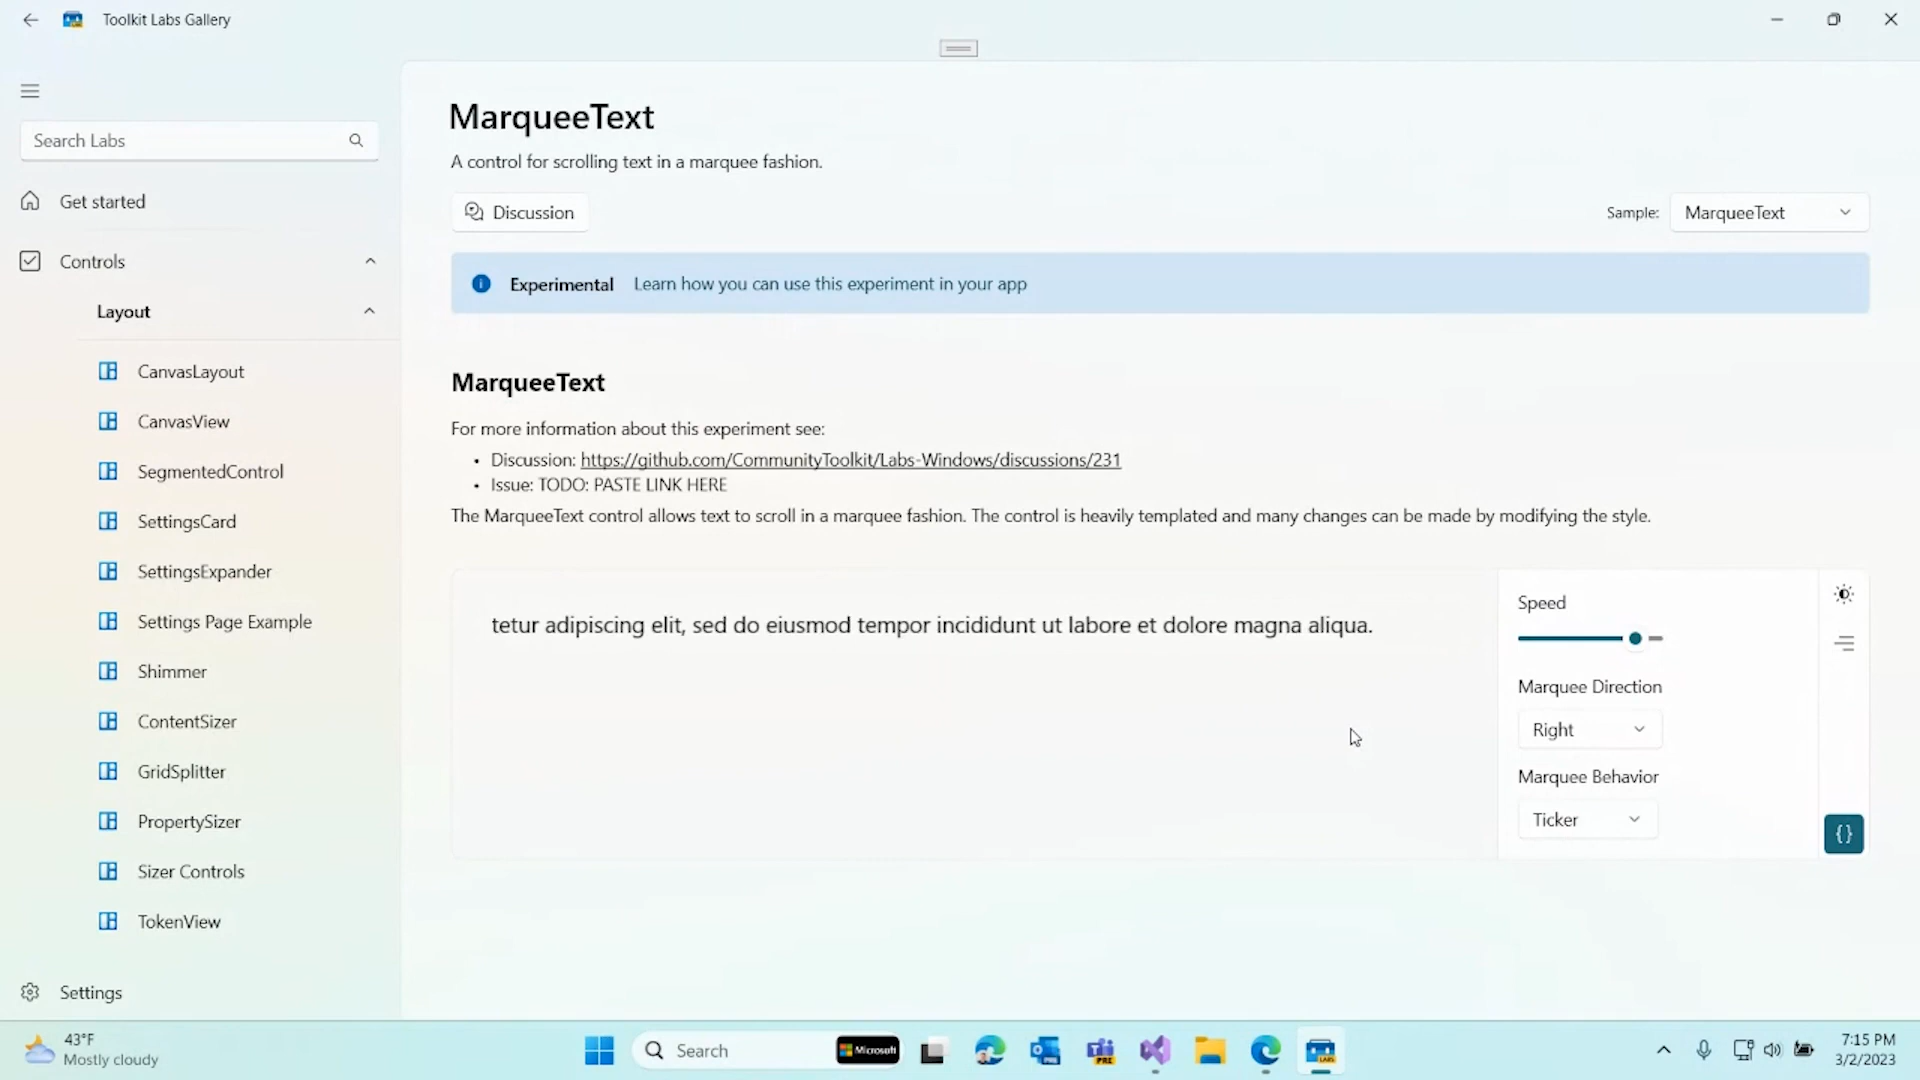 Toolkit Labs Gallery
Search Labs
Get started
Controls
Layout
CanvasLayout
CanvasView
SegmentedControl
SettingsCard
SettingsExpander
Settings Page Example
Shimmer
ContentSizer
GridSplitter
PropertySizer
Sizer Controls
TokenView
Settings
MarqueeText
A control for scrolling text in a marquee fashion.
Discussion
Sample: MarqueeText
Experimental Learn how you can use this experiment in your app
MarqueeText
For more information about this experiment see:
• Discussion: https://github.com/CommunityToolkit/Labs-Windows/discussions/231
• Issue: TODO: PASTE LINK HERE
The MarqueeText control allows text to scroll in a marquee fashion. The control is heavily templated and many changes can be made by modifying the style.
tetur adipiscing elit, sed do eiusmod tempor incididunt ut labore et dolore magna aliqua.
Speed
Marquee Direction
Right
Marquee Behavior
Ticker
{}
43°F
Mostly cloudy
Search
Microsoft
PRE
LABS
7:15 PM
3/2/2023